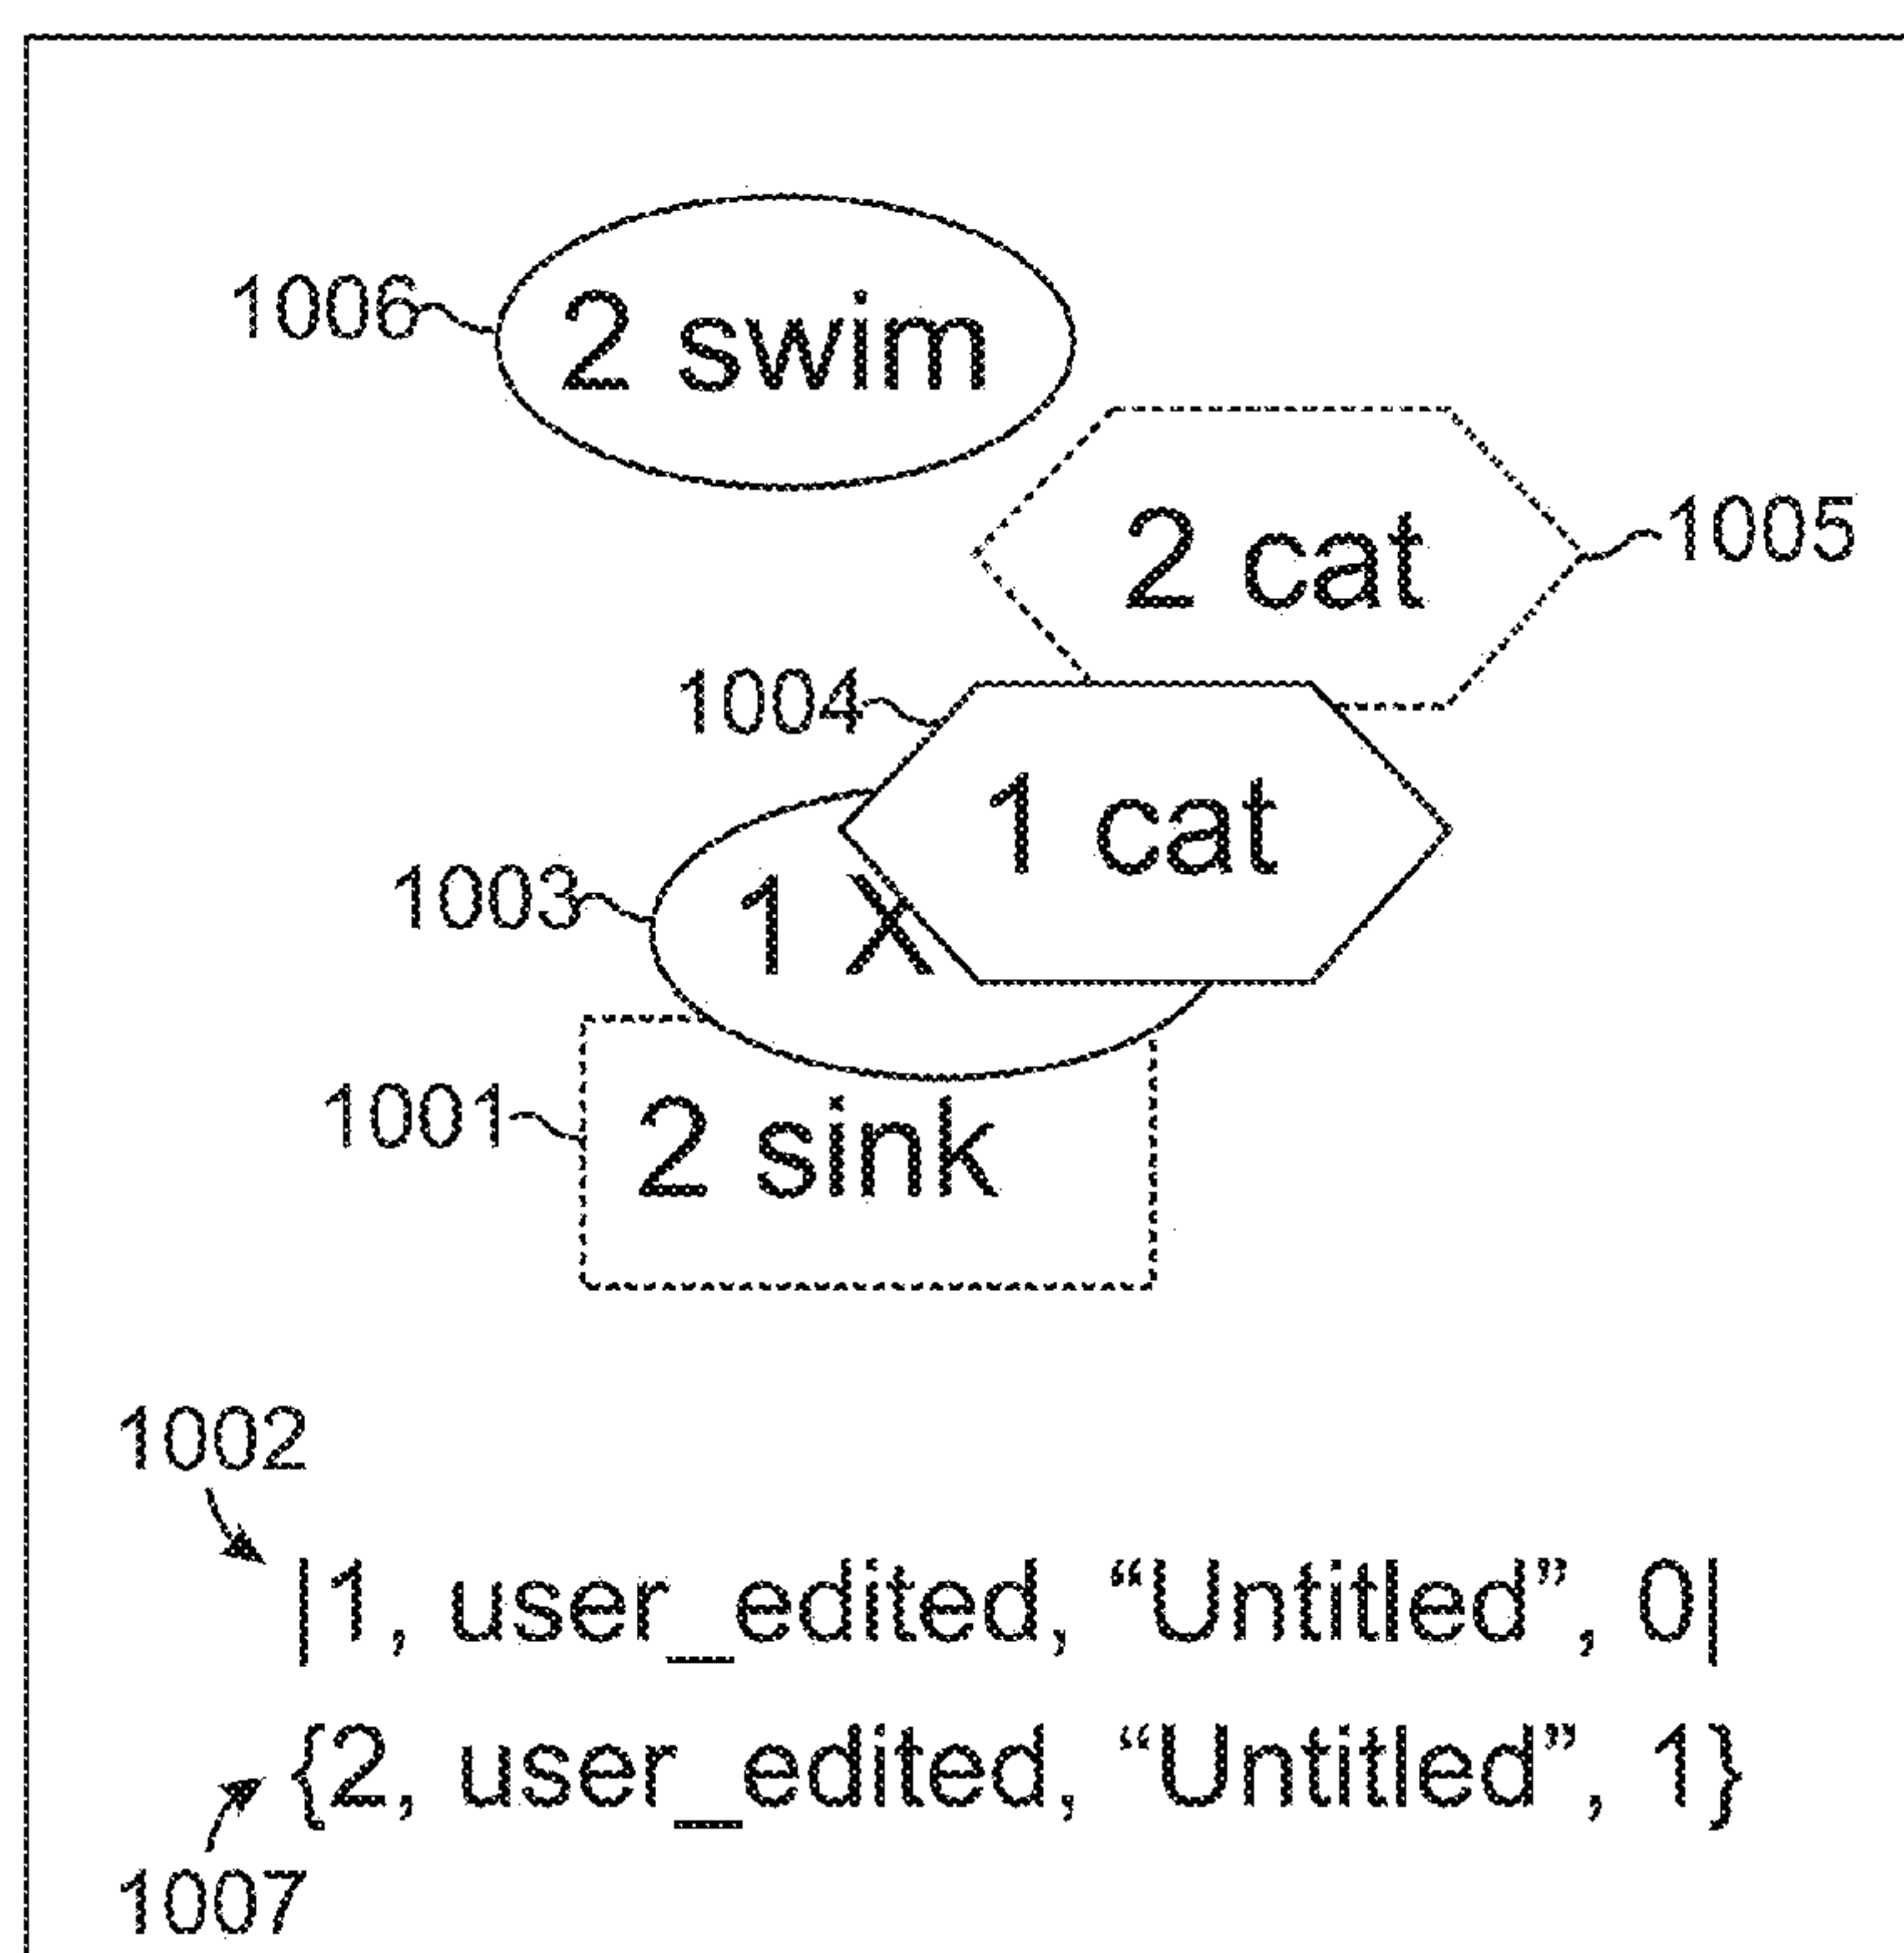 1006
2 swim
2 cat
1005
1004
1 cat
1003
1 X
1001
2 sink
1002
|1, user_edited, “Untitled”, 0|
{2, user_edited, “Untitled”, 1}
1007